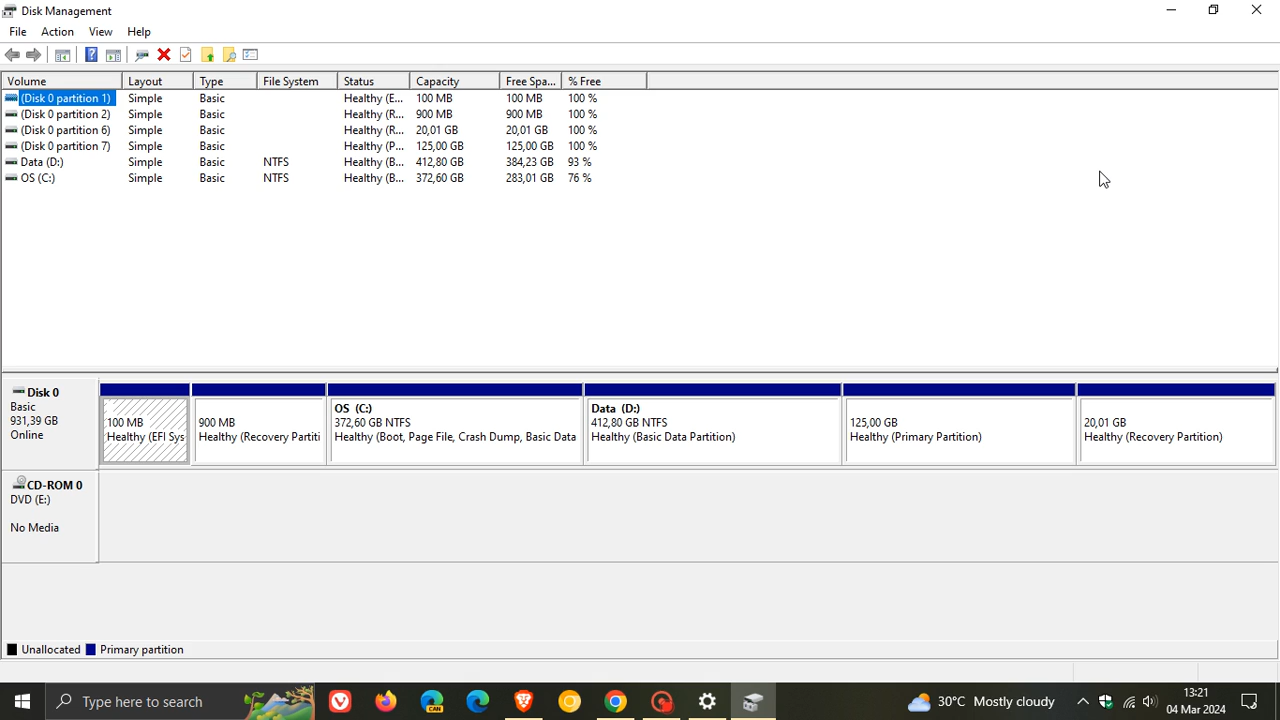 Disk Management
File Action View Help
Volume Layout Type File System Status Capacity Free Spa... % Free
(Disk 0 partition 1) Simple Basic Healthy (E... 100 MB 100 MB 100 %
(Disk 0 partition 2) Simple Basic Healthy (R... 900 MB 900 MB 100 %
(Disk 0 partition 6) Simple Basic Healthy (R... 20,01 GB 20,01 GB 100 %
(Disk 0 partition 7) Simple Basic Healthy (P... 125,00 GB 125,00 GB 100 %
Data (D:) Simple Basic NTFS Healthy (B... 412,80 GB 384,23 GB 93 %
OS (C:) Simple Basic NTFS Healthy (B... 372,60 GB 283,01 GB 76 %
Disk 0
Basic
931,39 GB
Online
100 MB
Healthy (EFI Sys
900 MB
Healthy (Recovery Partiti
OS (C:)
372,60 GB NTFS
Healthy (Boot, Page File, Crash Dump, Basic Data
Data (D:)
412,80 GB NTFS
Healthy (Basic Data Partition)
125,00 GB
Healthy (Primary Partition)
20,01 GB
Healthy (Recovery Partition)
CD-ROM 0
DVD (E:)
No Media
Unallocated Primary partition
Type here to search
CAN
30°C Mostly cloudy
13:21
04 Mar 2024